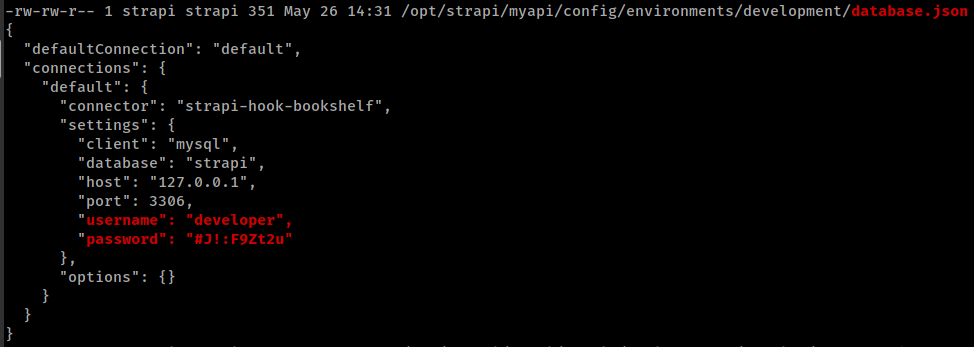 -rw-rw-r-- 1 strapi strapi 351 May 26 14:31 /opt/strapi/myapi/config/environments/development/database.json
{
  "defaultConnection": "default",
  "connections": {
    "default": {
      "connector": "strapi-hook-bookshelf",
      "settings": {
        "client": "mysql",
        "database": "strapi",
        "host": "127.0.0.1",
        "port": 3306,
        "username": "developer",
        "password": "#J!:F9Zt2u"
      },
      "options": {}
    }
  }
}